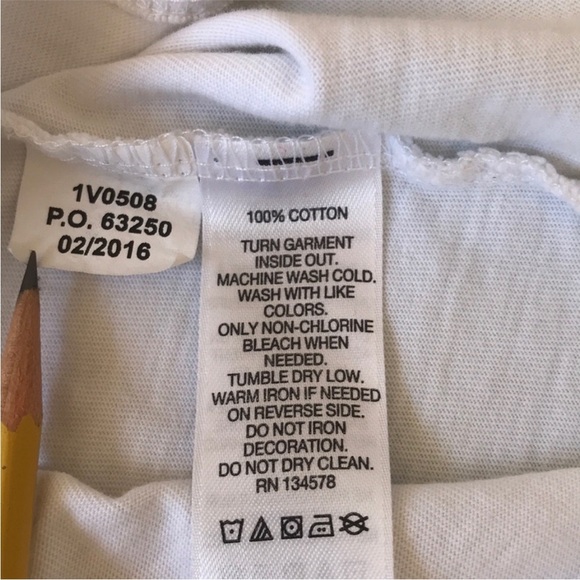 1V0508
P.O. 63250
02/2016
100% COTTON
TURN GARMENT
INSIDE OUT.
MACHINE WASH COLD.
WASH WITH LIKE
COLORS.
ONLY NON-CHLORINE
BLEACH WHEN
NEEDED.
TUMBLE DRY LOW.
WARM IRON IF NEEDED
ON REVERSE SIDE.
DO NOT IRON
DECORATION.
DO NOT DRY CLEAN.
RN 134578